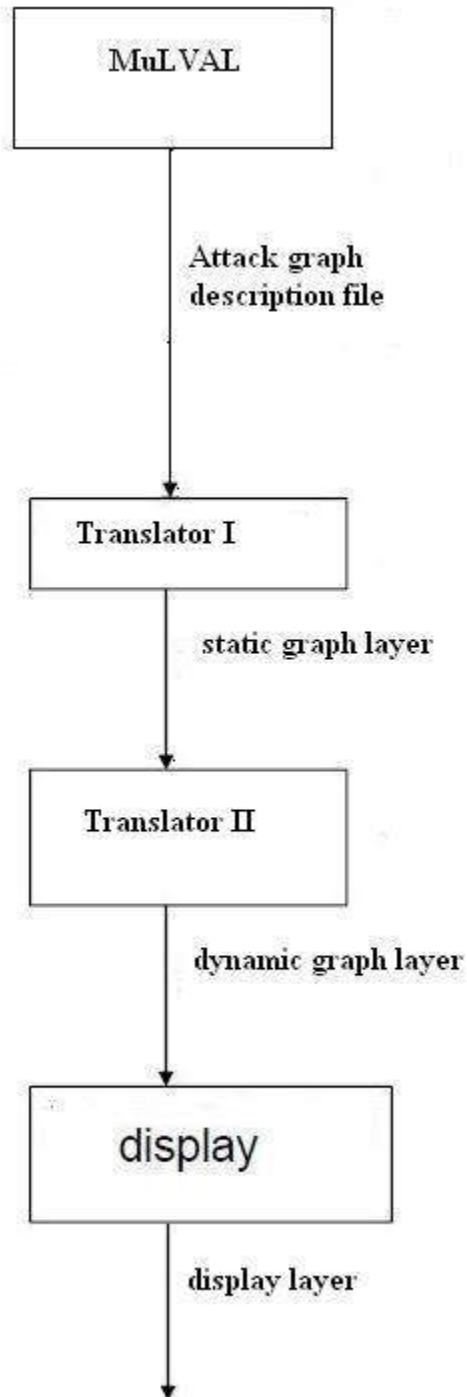 MuLVAL
Attack graph
description file
Translator I
static graph layer
Translator II
dynamic graph layer
display
display layer